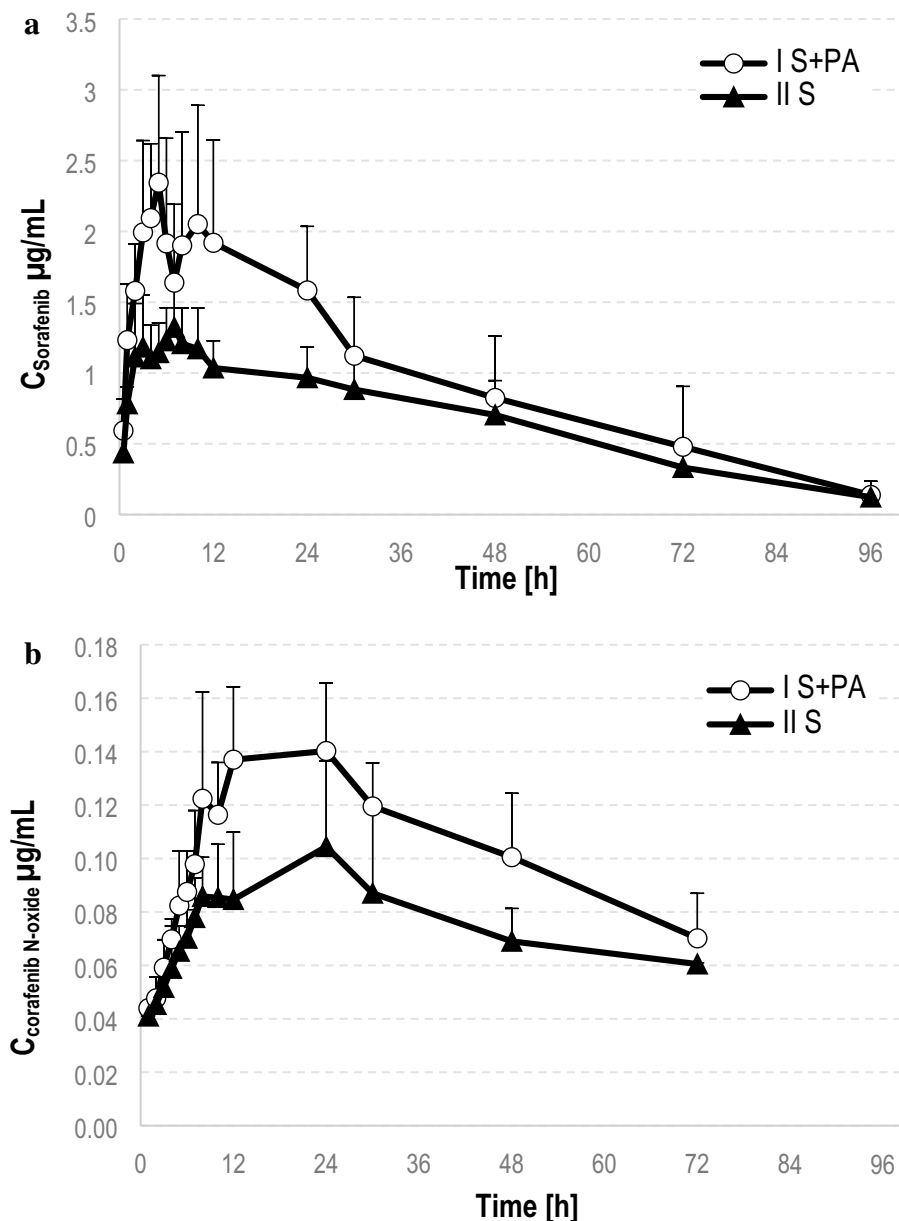 a
3.5
3
2.5
2
1.5
1
0.5
0
C Sorafenib µg/mL
I S+PA
II S
0 12 24 36 48 60 72 84 96
Time [h]
b
0.18
0.16
0.14
0.12
0.10
0.08
0.06
0.04
0.02
0.00
C corafenib N-oxide µg/mL
I S+PA
II S
0 12 24 36 48 60 72 84 96
Time [h]